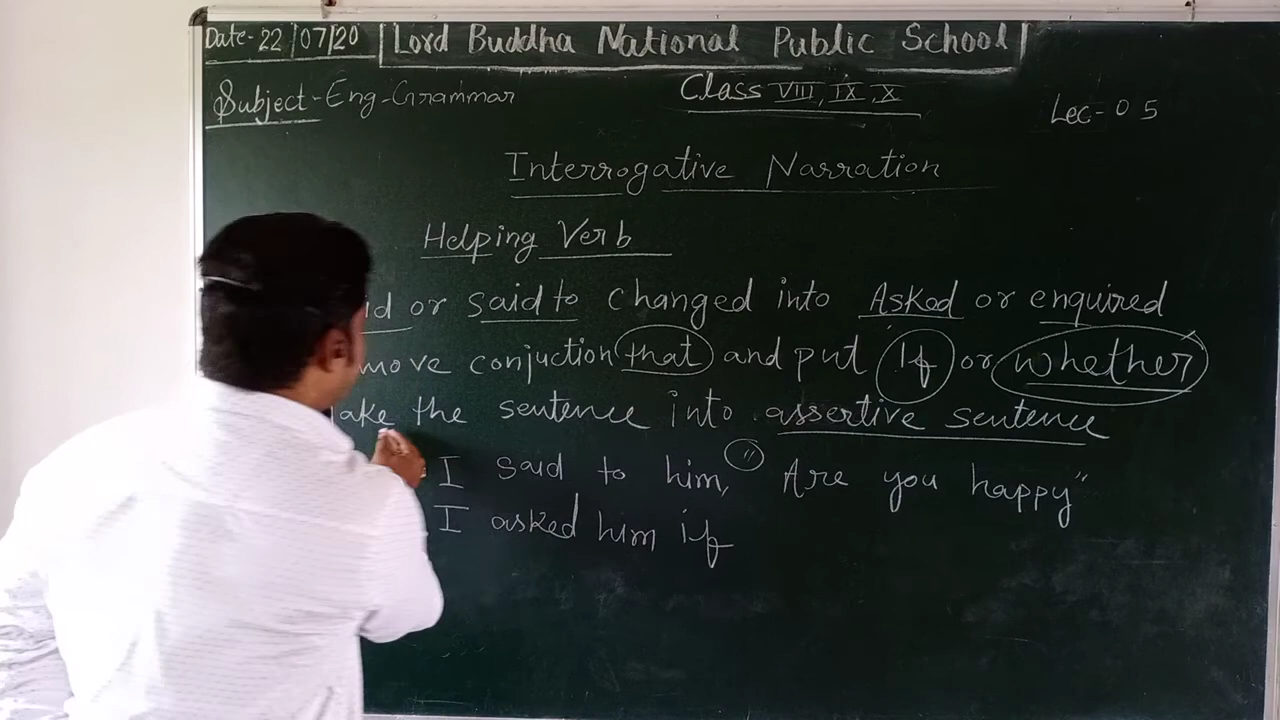 Date- 22/07/20 Lord Buddha National Public School
Subject- Eng-Grammar Class VIII, IX, X Lec-05
Interrogative Narration
Helping Verb
or said to changed into Asked or enquired
conjuction that and put If or whether
the sentence into assertive sentence
I said to him, " Are you happy"
I asked him if